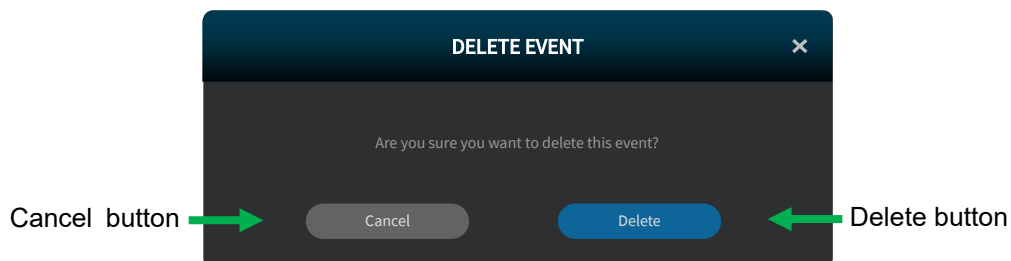 DELETE EVENT ×
Are you sure you want to delete this event?
Cancel button Cancel Delete Delete button